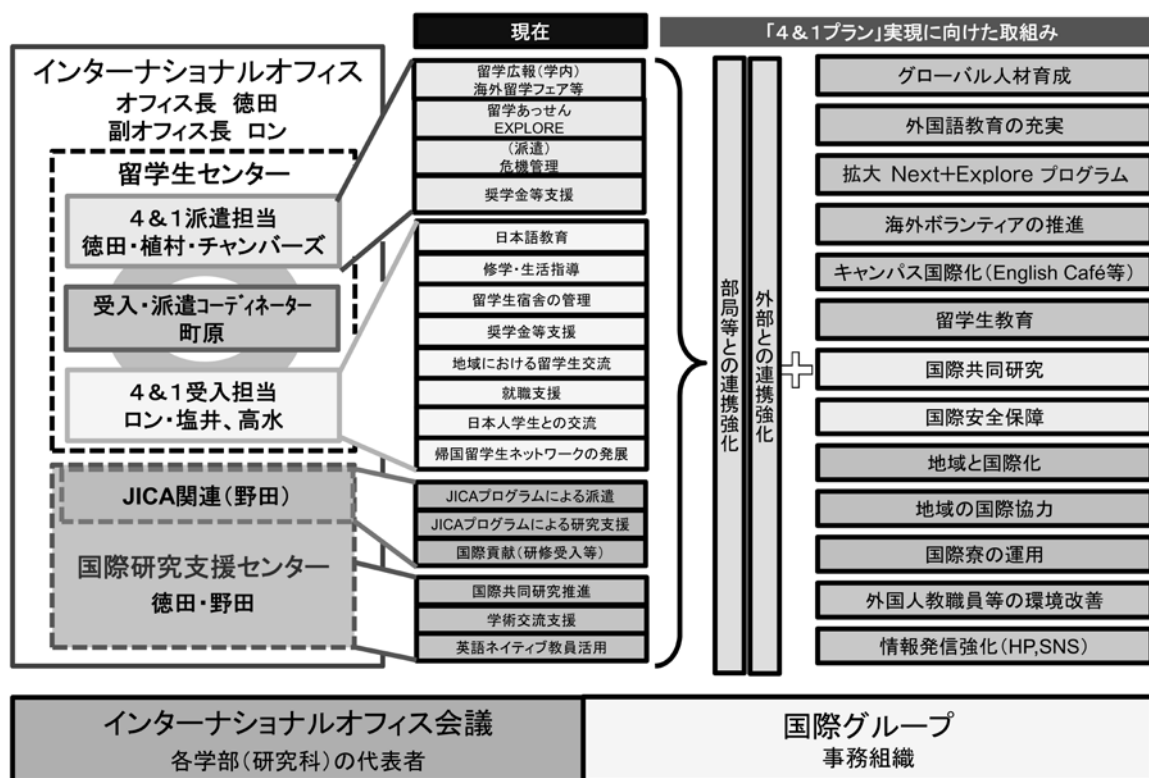 現在
「4＆1プラン」実現に向けた取組み
インターナショナルオフィス
オフィス長　徳田
副オフィス長　ロン
留学生センター
4＆1派遣担当
徳田・植村・チャンバーズ
受入・派遣コーディネーター
町原
4＆1受入担当
ロン・塩井、高水
JICA関連（野田）
国際研究支援センター
徳田・野田
留学広報（学内）
海外留学フェア等
留学あっせん
EXPLORE
（派遣）
危機管理
奨学金等支援
日本語教育
修学・生活指導
留学生宿舎の管理
奨学金等支援
地域における留学生交流
就職支援
日本人学生との交流
帰国留学生ネットワークの発展
JICAプログラムによる派遣
JICAプログラムによる研究支援
国際貢献（研修受入等）
国際共同研究推進
学術交流支援
英語ネイティブ教員活用
部局等との連携強化
外部との連携強化
グローバル人材育成
外国語教育の充実
拡大 Next+Explore プログラム
海外ボランティアの推進
キャンパス国際化（English Café等）
留学生教育
国際共同研究
国際安全保障
地域と国際化
地域の国際協力
国際寮の運用
外国人教職員等の環境改善
情報発信強化（HP,SNS）
インターナショナルオフィス会議
各学部（研究科）の代表者
国際グループ
事務組織